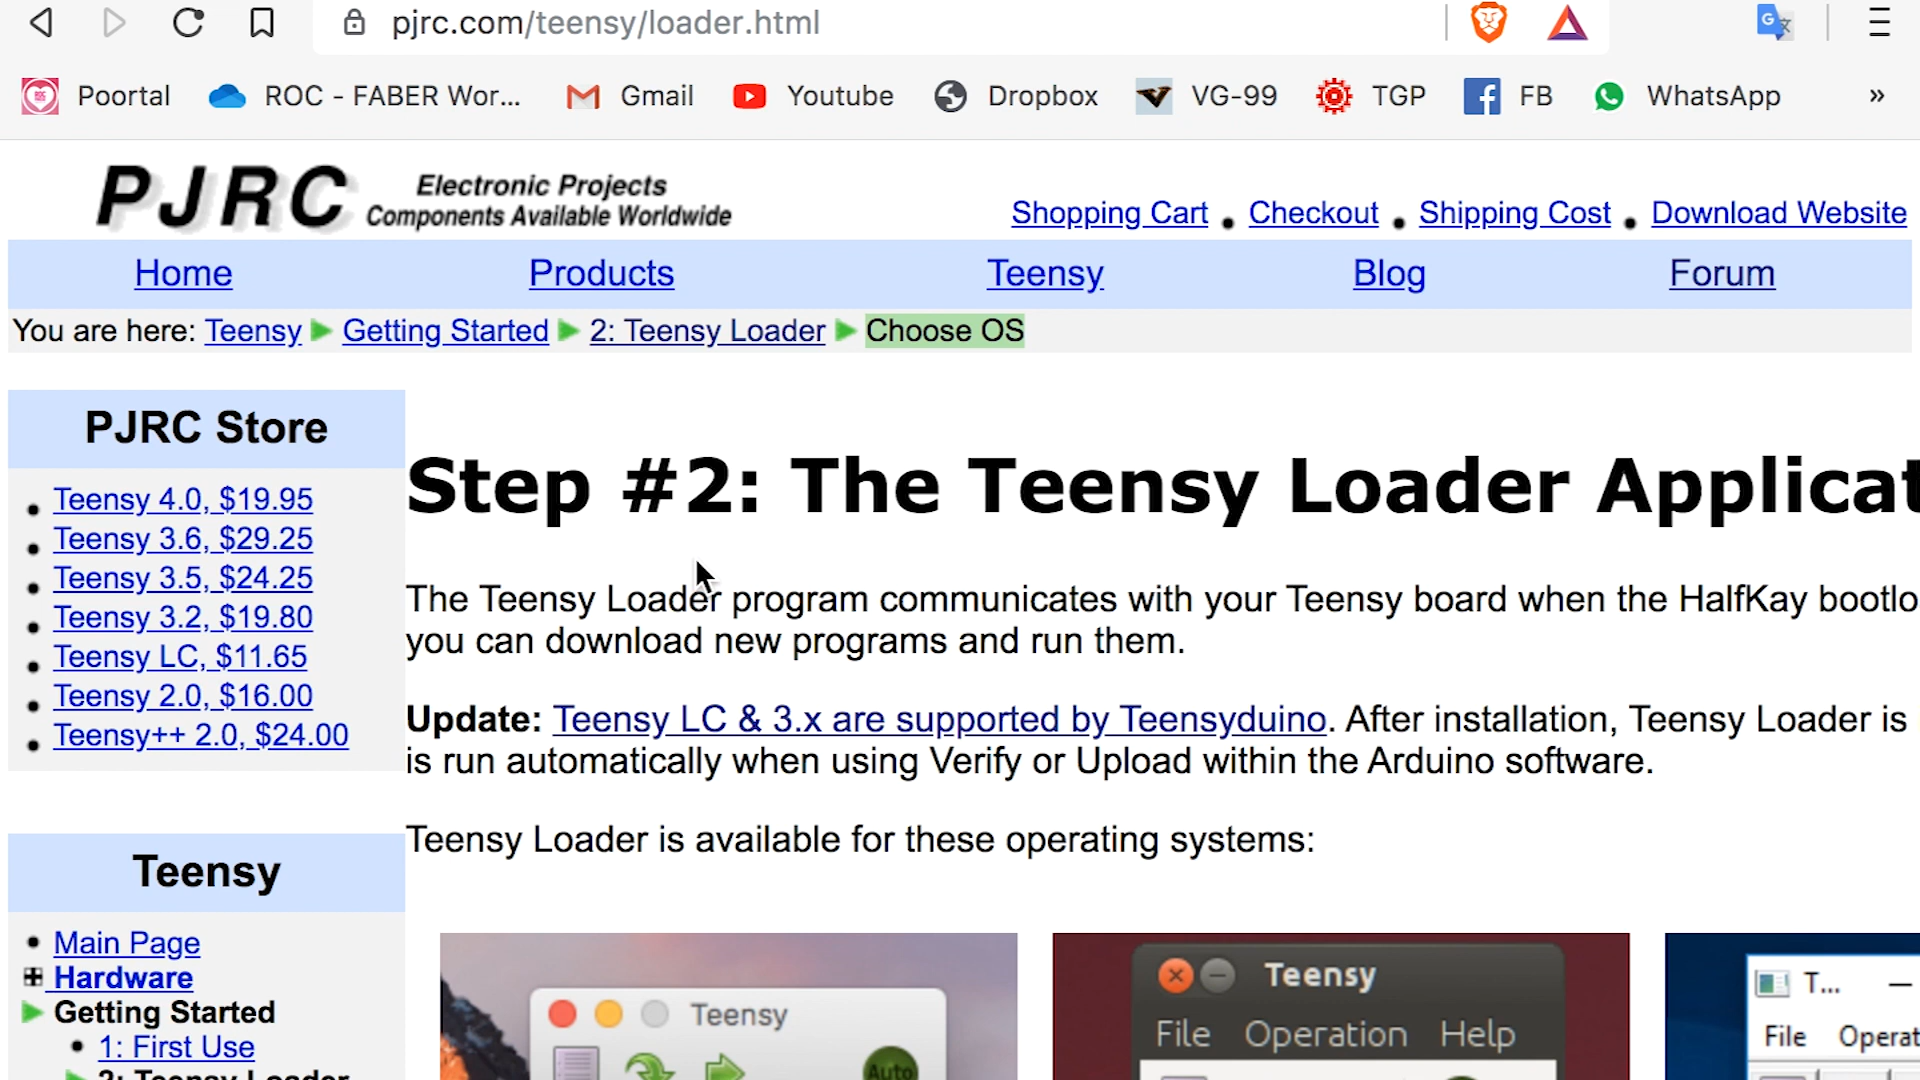 pjrc.com/teensy/loader.html
Poortal ROC - FABER Wor... Gmail Youtube Dropbox VG-99 TGP FB WhatsApp »
PJRC Electronic Projects
Components Available Worldwide
Shopping Cart • Checkout • Shipping Cost • Download Website
Home Products Teensy Blog Forum
You are here: Teensy Getting Started 2: Teensy Loader Choose OS
PJRC Store
Teensy 4.0, $19.95
Teensy 3.6, $29.25
Teensy 3.5, $24.25
Teensy 3.2, $19.80
Teensy LC, $11.65
Teensy 2.0, $16.00
Teensy++ 2.0, $24.00
Teensy
Main Page
Hardware
Getting Started
1: First Use
2: Teensy Loader
Step #2: The Teensy Loader Applicat
The Teensy Loader program communicates with your Teensy board when the HalfKay bootlo
you can download new programs and run them.
Update: Teensy LC & 3.x are supported by Teensyduino. After installation, Teensy Loader is
is run automatically when using Verify or Upload within the Arduino software.
Teensy Loader is available for these operating systems:
Teensy
Auto
Teensy
File Operation Help
T...
File Operat